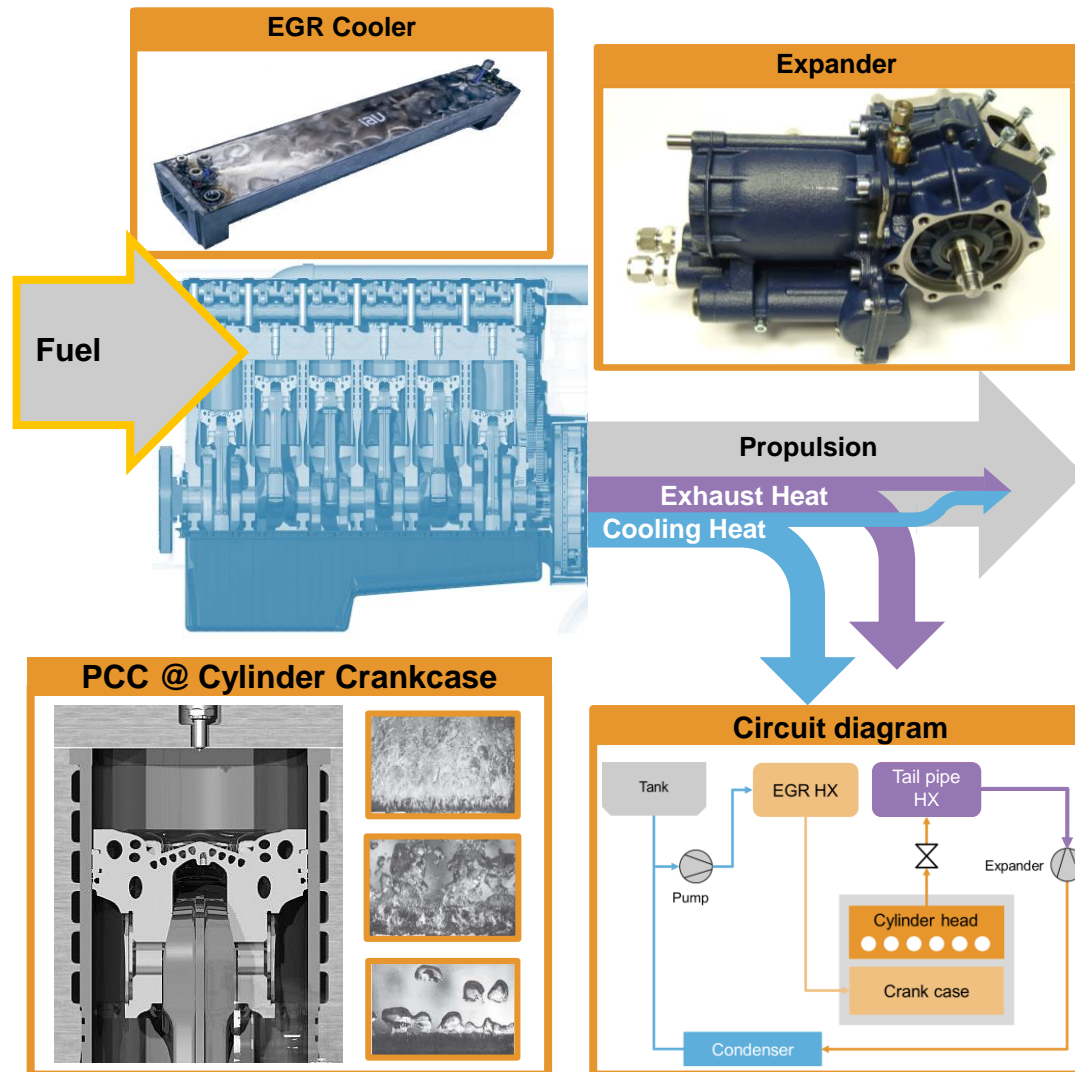 EGR Cooler
Expander
iav
Fuel
Propulsion
Exhaust Heat
Cooling Heat
PCC @ Cylinder Crankcase
Circuit diagram
Tank
EGR HX
Tail pipe
HX
Pump
Expander
Cylinder head
Crank case
Condenser